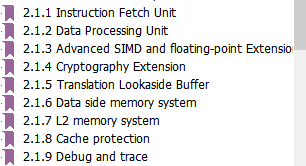 2.1.1 Instruction Fetch Unit
2.1.2 Data Processing Unit
2.1.3 Advanced SIMD and floating-point Extensio
2.1.4 Cryptography Extension
2.1.5 Translation Lookaside Buffer
2.1.6 Data side memory system
2.1.7 L2 memory system
2.1.8 Cache protection
2.1.9 Debug and trace